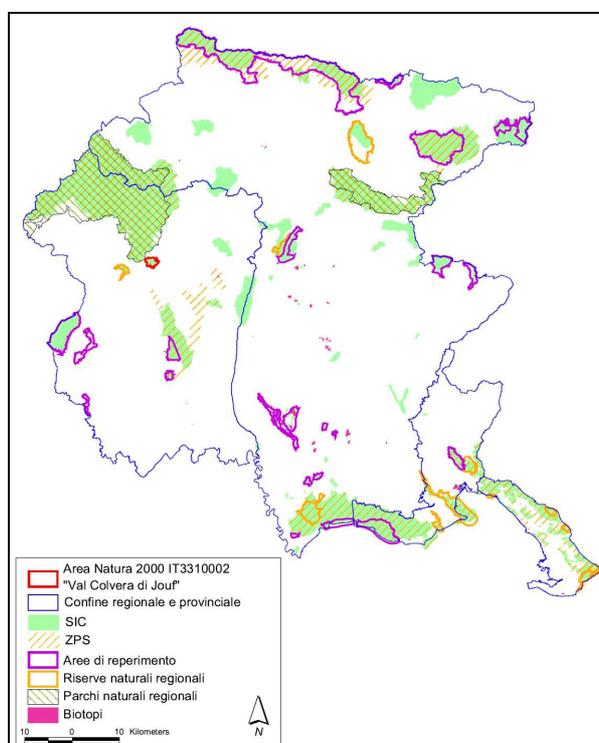 Area Natura 2000 IT3310002
"Val Colvera di Jouf"
Confine regionale e provinciale
SIC
ZPS
Aree di reperimento
Riserve naturali regionali
Parchi naturali regionali
Biotopi
10 0 10 Kilometers
N